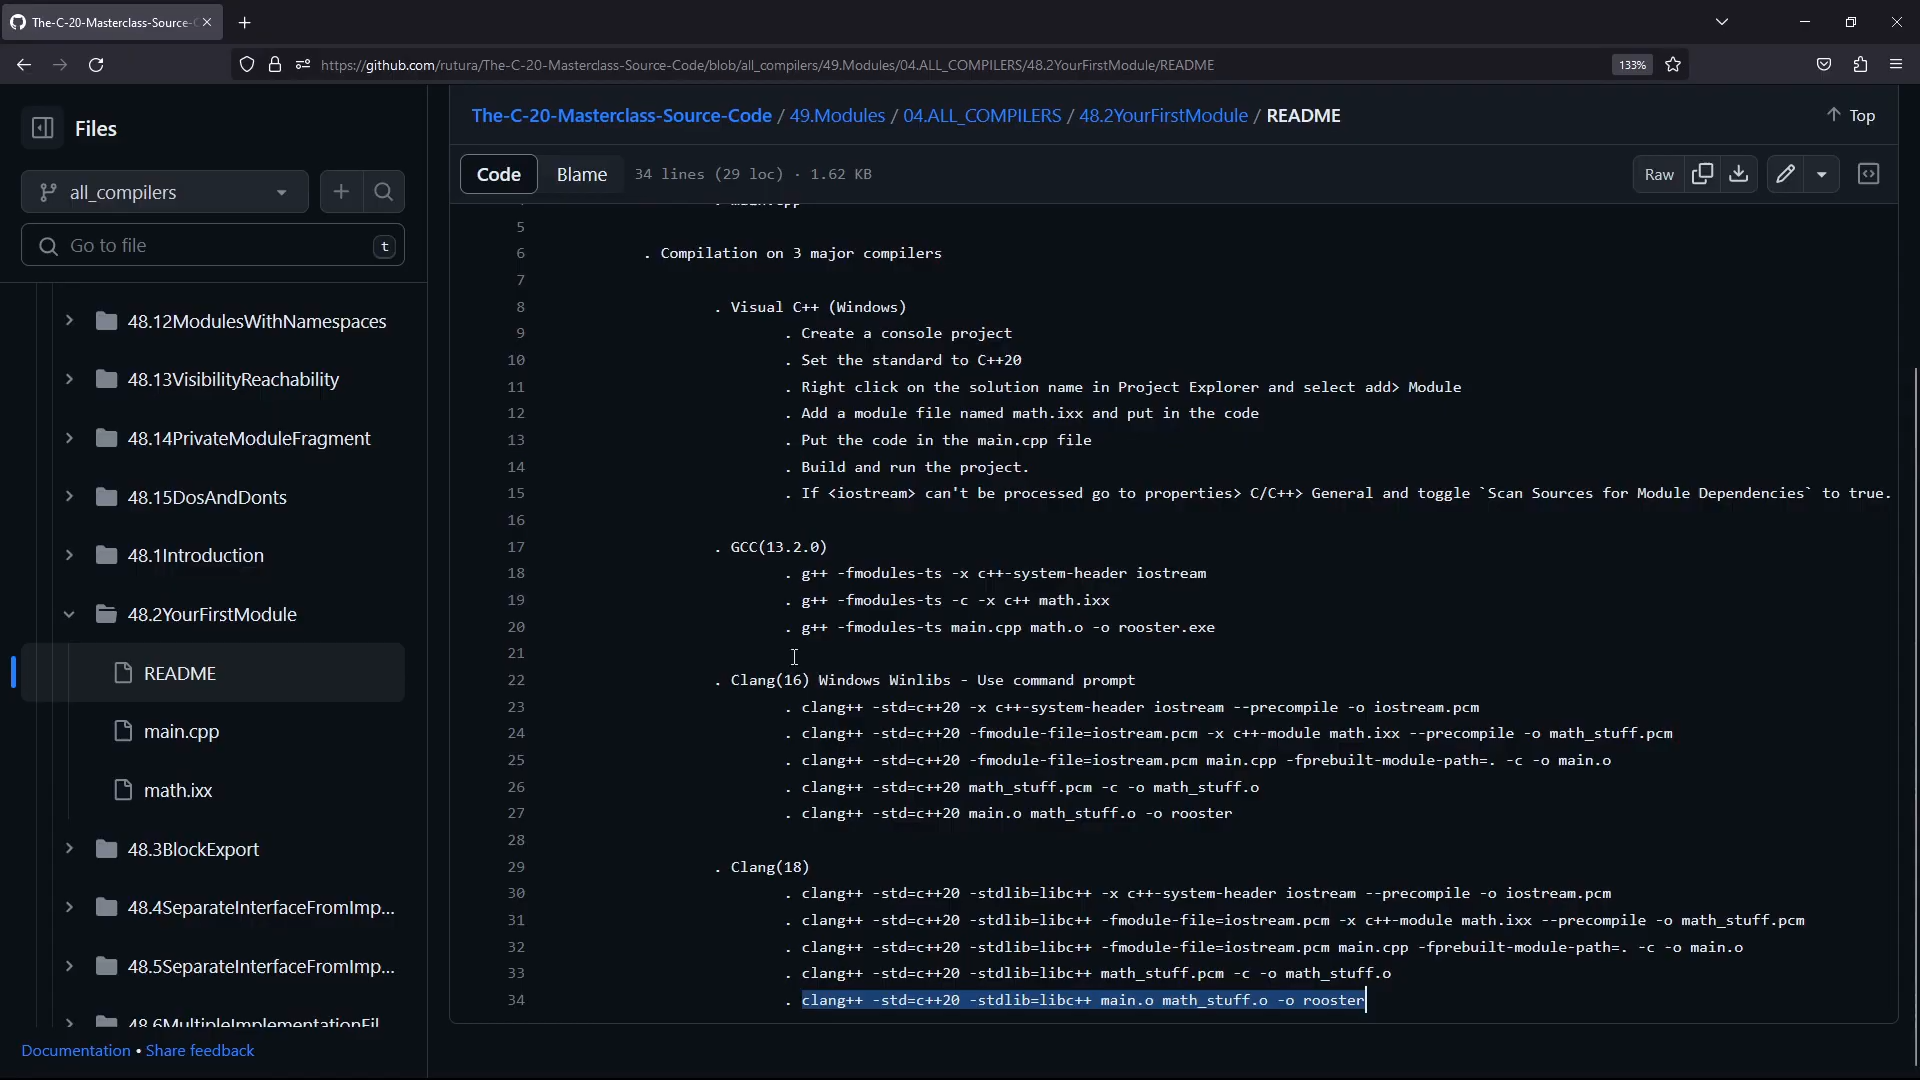 The-C-20-Masterclass-Source-C
https://github.com/rutura/The-C-20-Masterclass-Source-Code/blob/all_compilers/49.Modules/04.ALL_COMPILERS/48.2YourFirstModule/README
133%
Files
all_compilers
Go to file
t
48.12ModulesWithNamespaces
48.13VisibilityReachability
48.14PrivateModuleFragment
48.15DosAndDonts
48.1Introduction
48.2YourFirstModule
README
main.cpp
math.ixx
48.3BlockExport
48.4SeparateInterfaceFromImp...
48.5SeparateInterfaceFromImp...
48.6MultipleImplementationFil
Documentation • Share feedback
The-C-20-Masterclass-Source-Code / 49.Modules / 04.ALL_COMPILERS / 48.2YourFirstModule / README
Top
Code Blame 34 lines (29 loc) · 1.62 KB
Raw
. main.cpp
5
6 . Compilation on 3 major compilers
7
8 . Visual C++ (Windows)
9 . Create a console project
10 . Set the standard to C++20
11 . Right click on the solution name in Project Explorer and select add> Module
12 . Add a module file named math.ixx and put in the code
13 . Put the code in the main.cpp file
14 . Build and run the project.
15 . If <iostream> can't be processed go to properties> C/C++> General and toggle `Scan Sources for Module Dependencies` to true.
16
17 . GCC(13.2.0)
18 . g++ -fmodules-ts -x c++-system-header iostream
19 . g++ -fmodules-ts -c -x c++ math.ixx
20 . g++ -fmodules-ts main.cpp math.o -o rooster.exe
21
22 . Clang(16) Windows Winlibs - Use command prompt
23 . clang++ -std=c++20 -x c++-system-header iostream --precompile -o iostream.pcm
24 . clang++ -std=c++20 -fmodule-file=iostream.pcm -x c++-module math.ixx --precompile -o math_stuff.pcm
25 . clang++ -std=c++20 -fmodule-file=iostream.pcm main.cpp -fprebuilt-module-path=. -c -o main.o
26 . clang++ -std=c++20 math_stuff.pcm -c -o math_stuff.o
27 . clang++ -std=c++20 main.o math_stuff.o -o rooster
28
29 . Clang(18)
30 . clang++ -std=c++20 -stdlib=libc++ -x c++-system-header iostream --precompile -o iostream.pcm
31 . clang++ -std=c++20 -stdlib=libc++ -fmodule-file=iostream.pcm -x c++-module math.ixx --precompile -o math_stuff.pcm
32 . clang++ -std=c++20 -stdlib=libc++ -fmodule-file=iostream.pcm main.cpp -fprebuilt-module-path=. -c -o main.o
33 . clang++ -std=c++20 -stdlib=libc++ math_stuff.pcm -c -o math_stuff.o
34 . clang++ -std=c++20 -stdlib=libc++ main.o math_stuff.o -o rooster